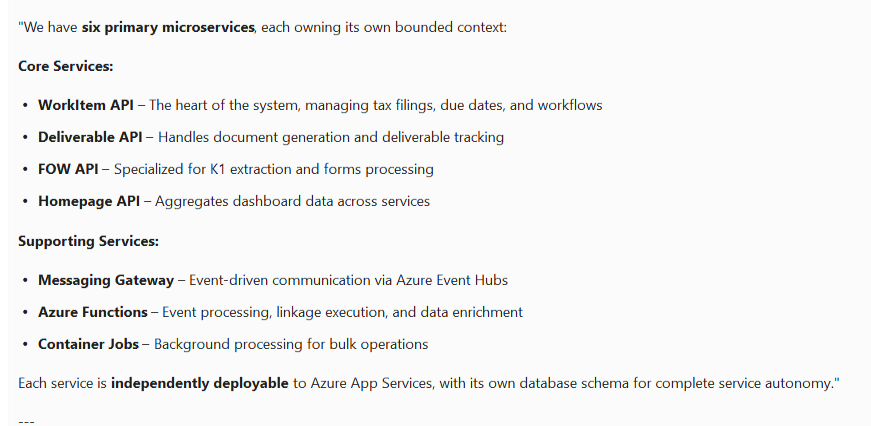 "We have six primary microservices, each owning its own bounded context:
Core Services:
• WorkItem API – The heart of the system, managing tax filings, due dates, and workflows
• Deliverable API – Handles document generation and deliverable tracking
• FOW API – Specialized for K1 extraction and forms processing
• Homepage API – Aggregates dashboard data across services
Supporting Services:
• Messaging Gateway – Event-driven communication via Azure Event Hubs
• Azure Functions – Event processing, linkage execution, and data enrichment
• Container Jobs – Background processing for bulk operations
Each service is independently deployable to Azure App Services, with its own database schema for complete service autonomy."
---